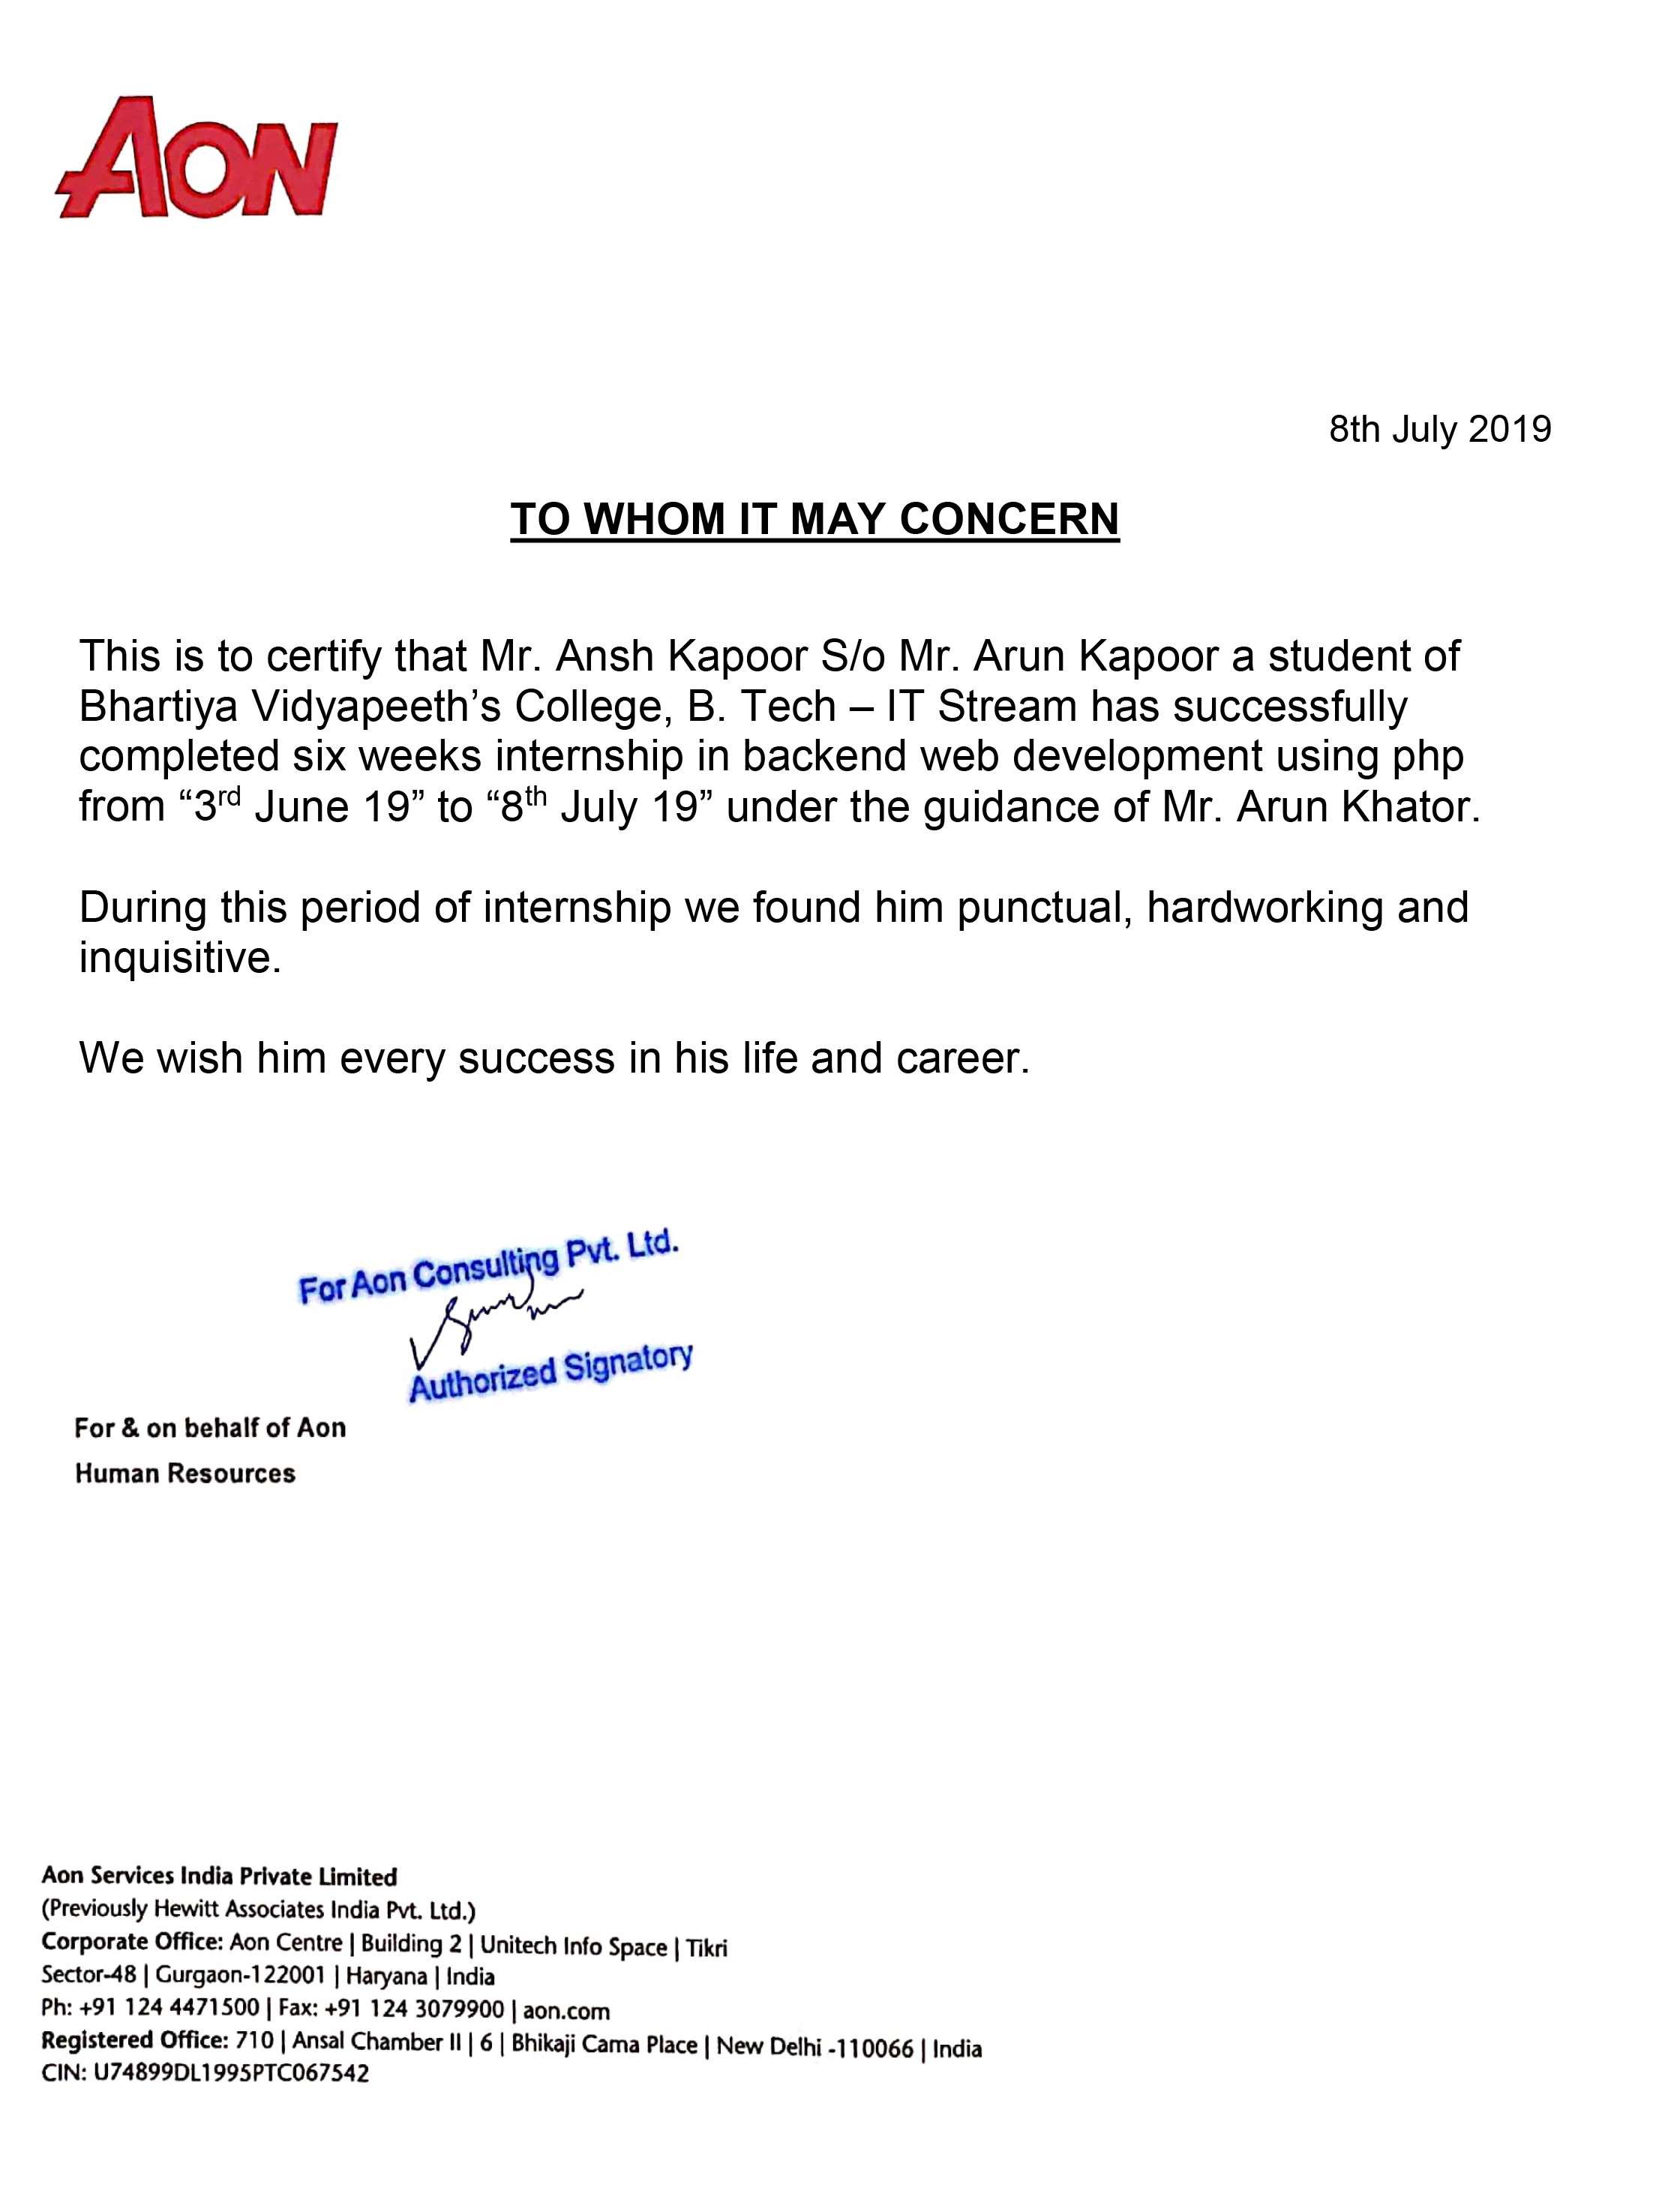 AON
8th July 2019
TO WHOM IT MAY CONCERN
This is to certify that Mr. Ansh Kapoor S/o Mr. Arun Kapoor a student of
Bhartiya Vidyapeeth’s College, B. Tech – IT Stream has successfully
completed six weeks internship in backend web development using php
from “3rd June 19” to “8th July 19” under the guidance of Mr. Arun Khator.
During this period of internship we found him punctual, hardworking and
inquisitive.
We wish him every success in his life and career.
For Aon Consulting Pvt. Ltd.
Authorized Signatory
For & on behalf of Aon
Human Resources
Aon Services India Private Limited
(Previously Hewitt Associates India Pvt. Ltd.)
Corporate Office: Aon Centre | Building 2 | Unitech Info Space | Tikri
Sector-48 | Gurgaon-122001 | Haryana | India
Ph: +91 124 4471500 | Fax: +91 124 3079900 | aon.com
Registered Office: 710 | Ansal Chamber II | 6 | Bhikaji Cama Place | New Delhi -110066 | India
CIN: U74899DL1995PTC067542